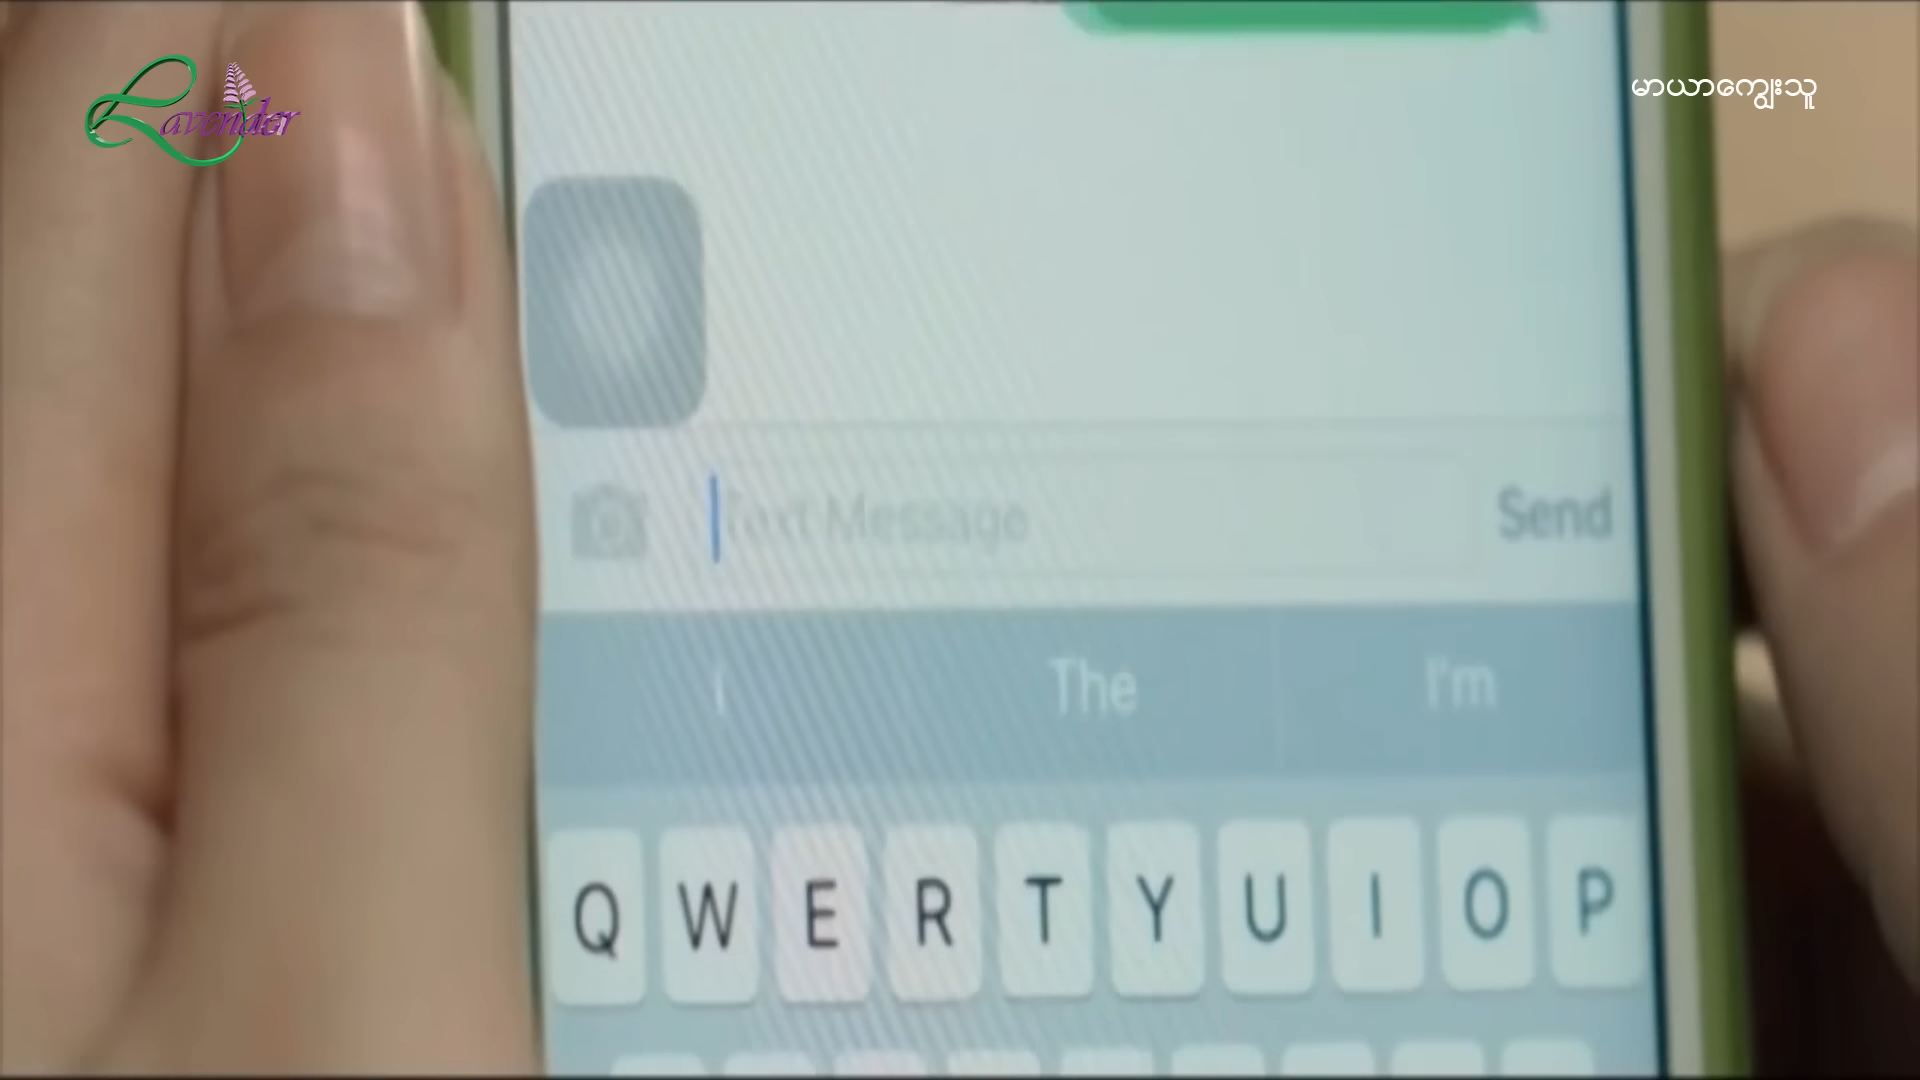 Lavender
မာယာကျွေးသူ
Text Message
Send
i
The
I'm
Q W E R T Y U I O P